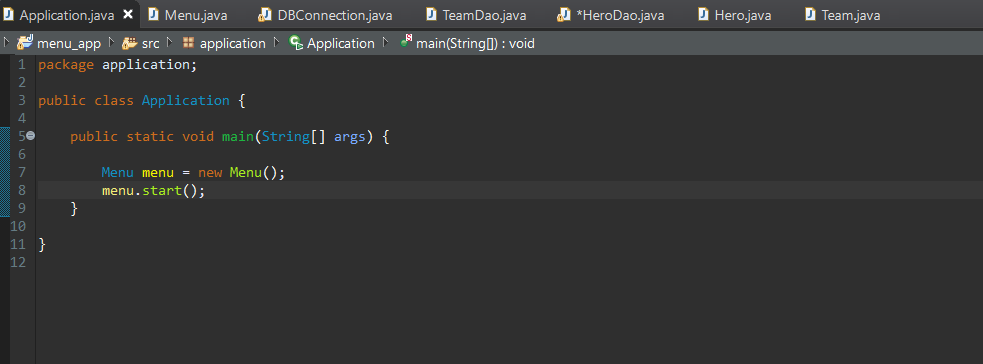 Application.java Menu.java DBConnection.java TeamDao.java *HeroDao.java Hero.java Team.java
menu_app src application Application main(String[]) : void
1 package application;
2
3 public class Application {
4
5 public static void main(String[] args) {
6
7 Menu menu = new Menu();
8 menu.start();
9 }
10
11 }
12